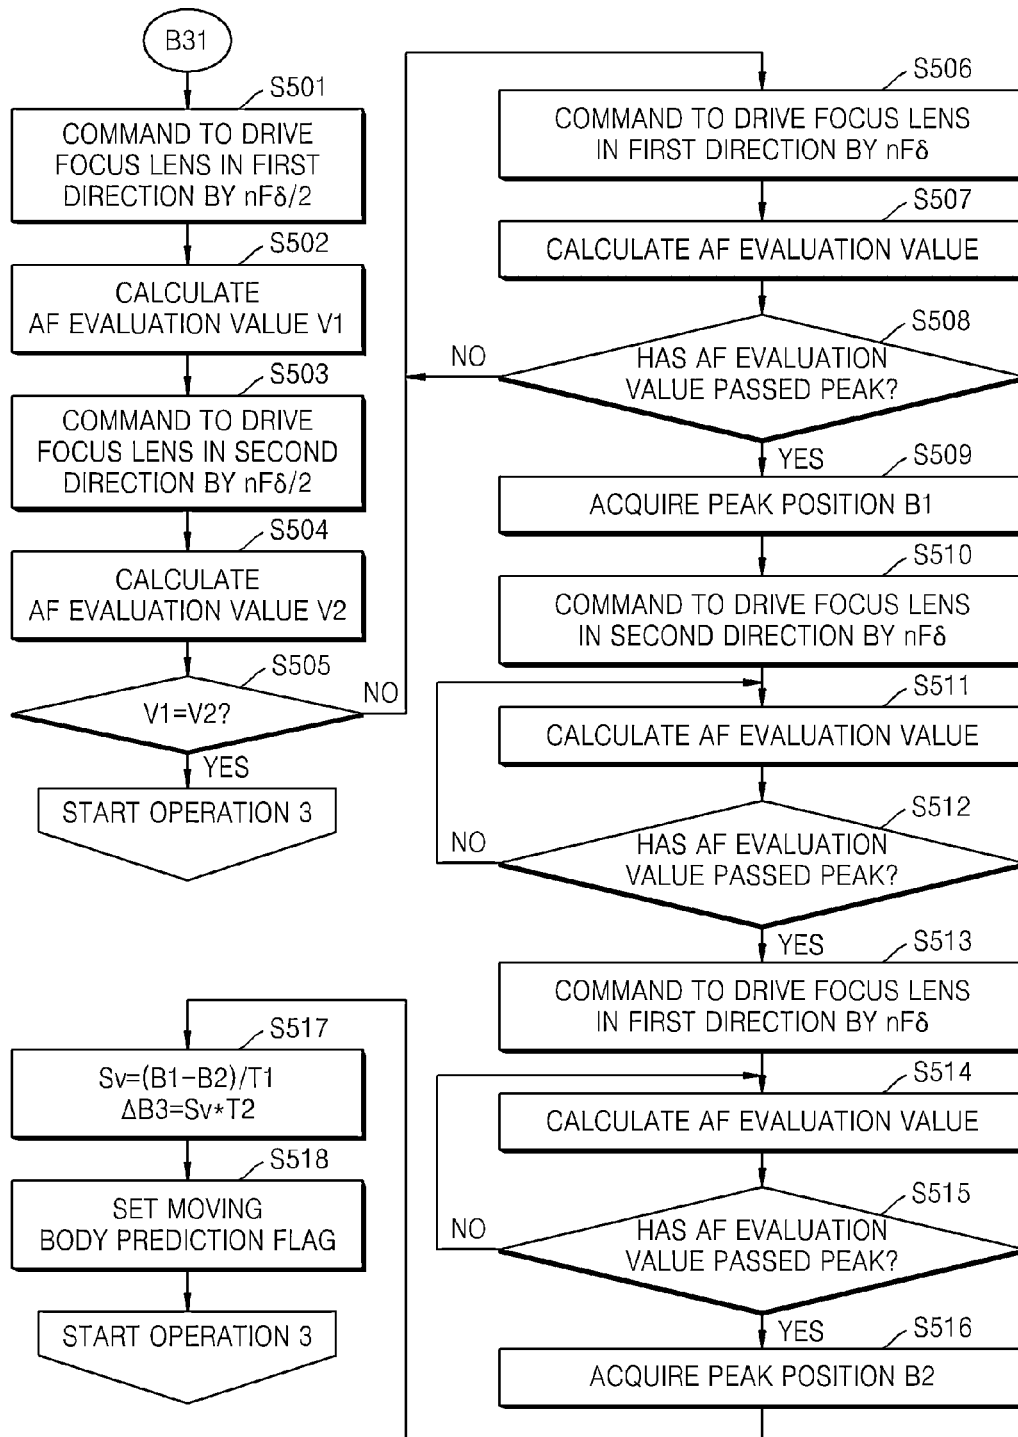 B31
S501
COMMAND TO DRIVE
FOCUS LENS IN FIRST
DIRECTION BY nFδ/2
S502
CALCULATE
AF EVALUATION VALUE V1
S503
COMMAND TO DRIVE
FOCUS LENS IN SECOND
DIRECTION BY nFδ/2
S504
CALCULATE
AF EVALUATION VALUE V2
S505
V1=V2?
NO
YES
START OPERATION 3
S506
COMMAND TO DRIVE FOCUS LENS
IN FIRST DIRECTION BY nFδ
S507
CALCULATE AF EVALUATION VALUE
S508
HAS AF EVALUATION
VALUE PASSED PEAK?
NO
YES
S509
ACQUIRE PEAK POSITION B1
S510
COMMAND TO DRIVE FOCUS LENS
IN SECOND DIRECTION BY nFδ
S511
CALCULATE AF EVALUATION VALUE
S512
HAS AF EVALUATION
VALUE PASSED PEAK?
NO
YES
S513
COMMAND TO DRIVE FOCUS LENS
IN FIRST DIRECTION BY nFδ
S514
CALCULATE AF EVALUATION VALUE
S515
HAS AF EVALUATION
VALUE PASSED PEAK?
NO
YES
S516
ACQUIRE PEAK POSITION B2
S517
Sv=(B1-B2)/T1
ΔB3=Sv*T2
S518
SET MOVING
BODY PREDICTION FLAG
START OPERATION 3